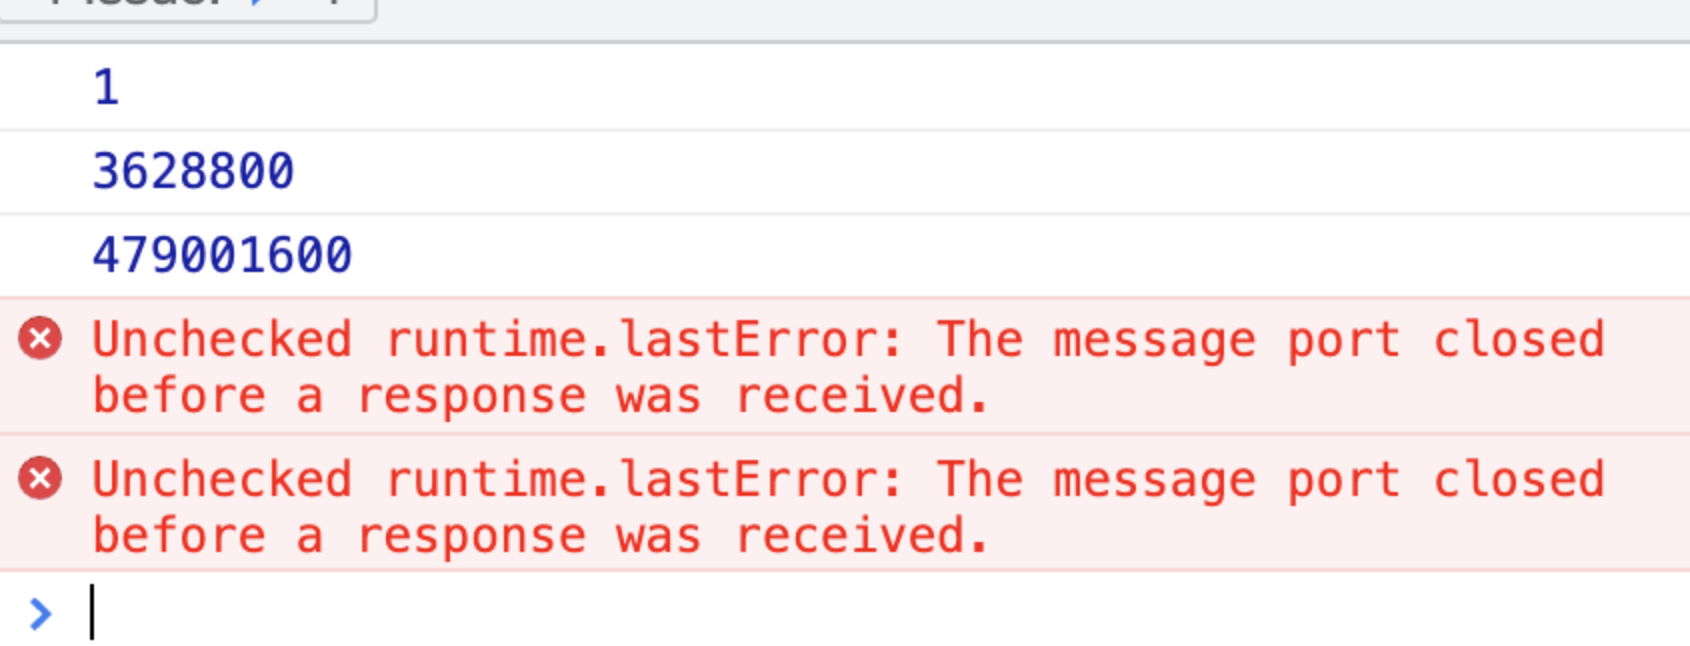 1
3628800
479001600
Unchecked runtime.lastError: The message port closed
before a response was received.
Unchecked runtime.lastError: The message port closed
before a response was received.